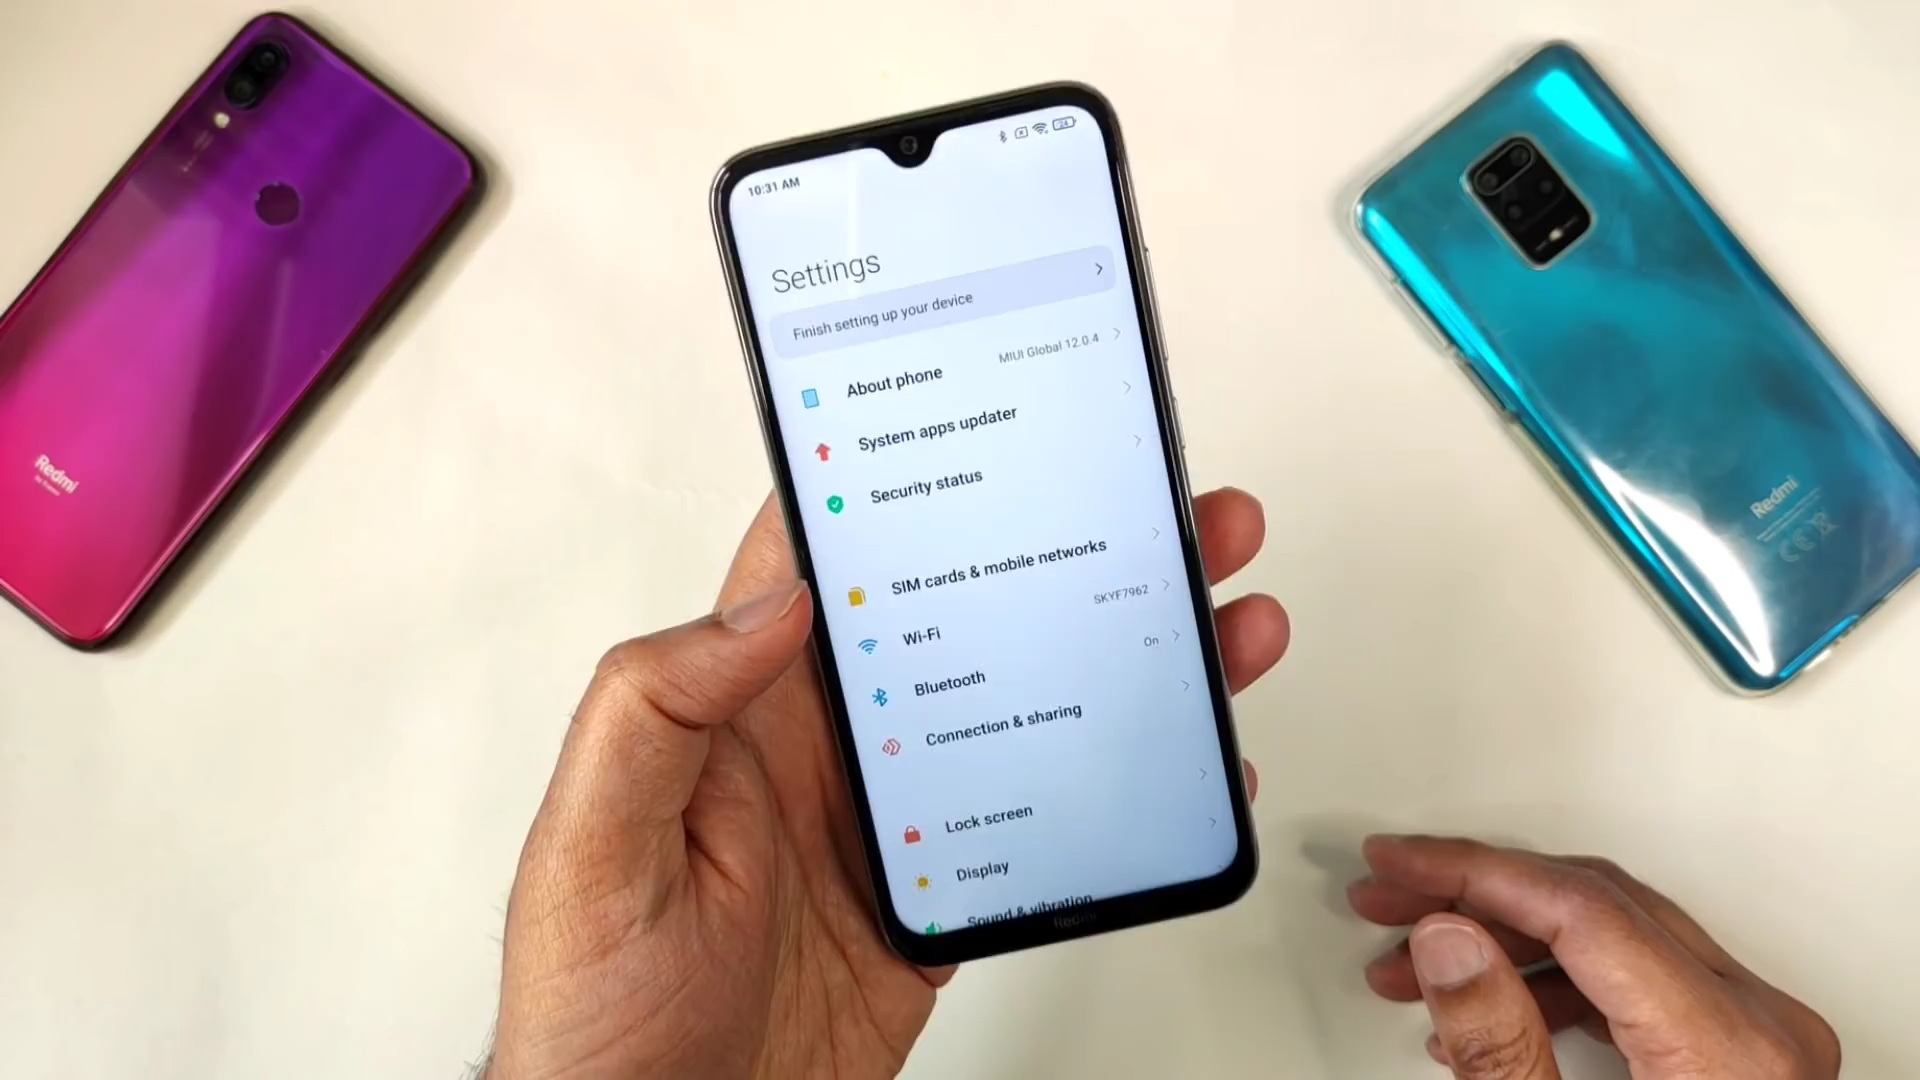 10:31 AM
24
Settings
Finish setting up your device
About phone
MIUI Global 12.0.4
System apps updater
Security status
SIM cards & mobile networks
Wi-Fi
SKYF7962
Bluetooth
On
Connection & sharing
Lock screen
Display
Sound & vibration
Redmi
Redmi
Redmi